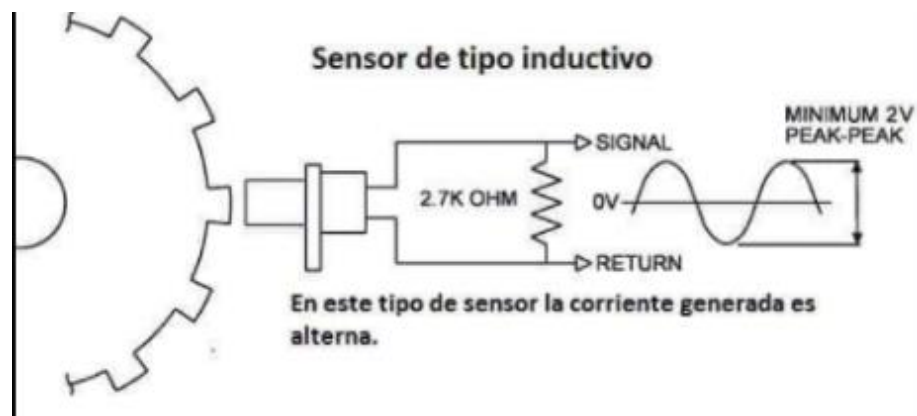 Sensor de tipo inductivo
MINIMUM 2V
PEAK-PEAK
SIGNAL
2.7K OHM
0V
RETURN
En este tipo de sensor la corriente generada es
alterna.